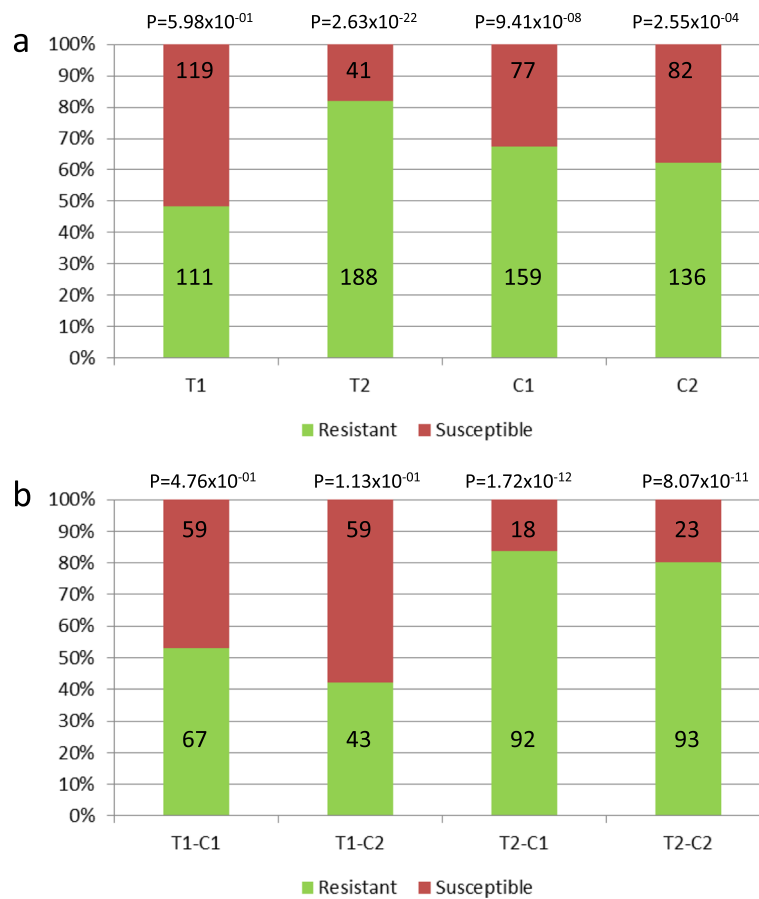 a
P=5.98x10⁻⁰¹ P=2.63x10⁻²² P=9.41x10⁻⁰⁸ P=2.55x10⁻⁰⁴
100%
90%
80%
70%
60%
50%
40%
30%
20%
10%
0%
119 41 77 82
111 188 159 136
T1 T2 C1 C2
Resistant Susceptible
b
P=4.76x10⁻⁰¹ P=1.13x10⁻⁰¹ P=1.72x10⁻¹² P=8.07x10⁻¹¹
100%
90%
80%
70%
60%
50%
40%
30%
20%
10%
0%
59 59 18 23
67 43 92 93
T1-C1 T1-C2 T2-C1 T2-C2
Resistant Susceptible